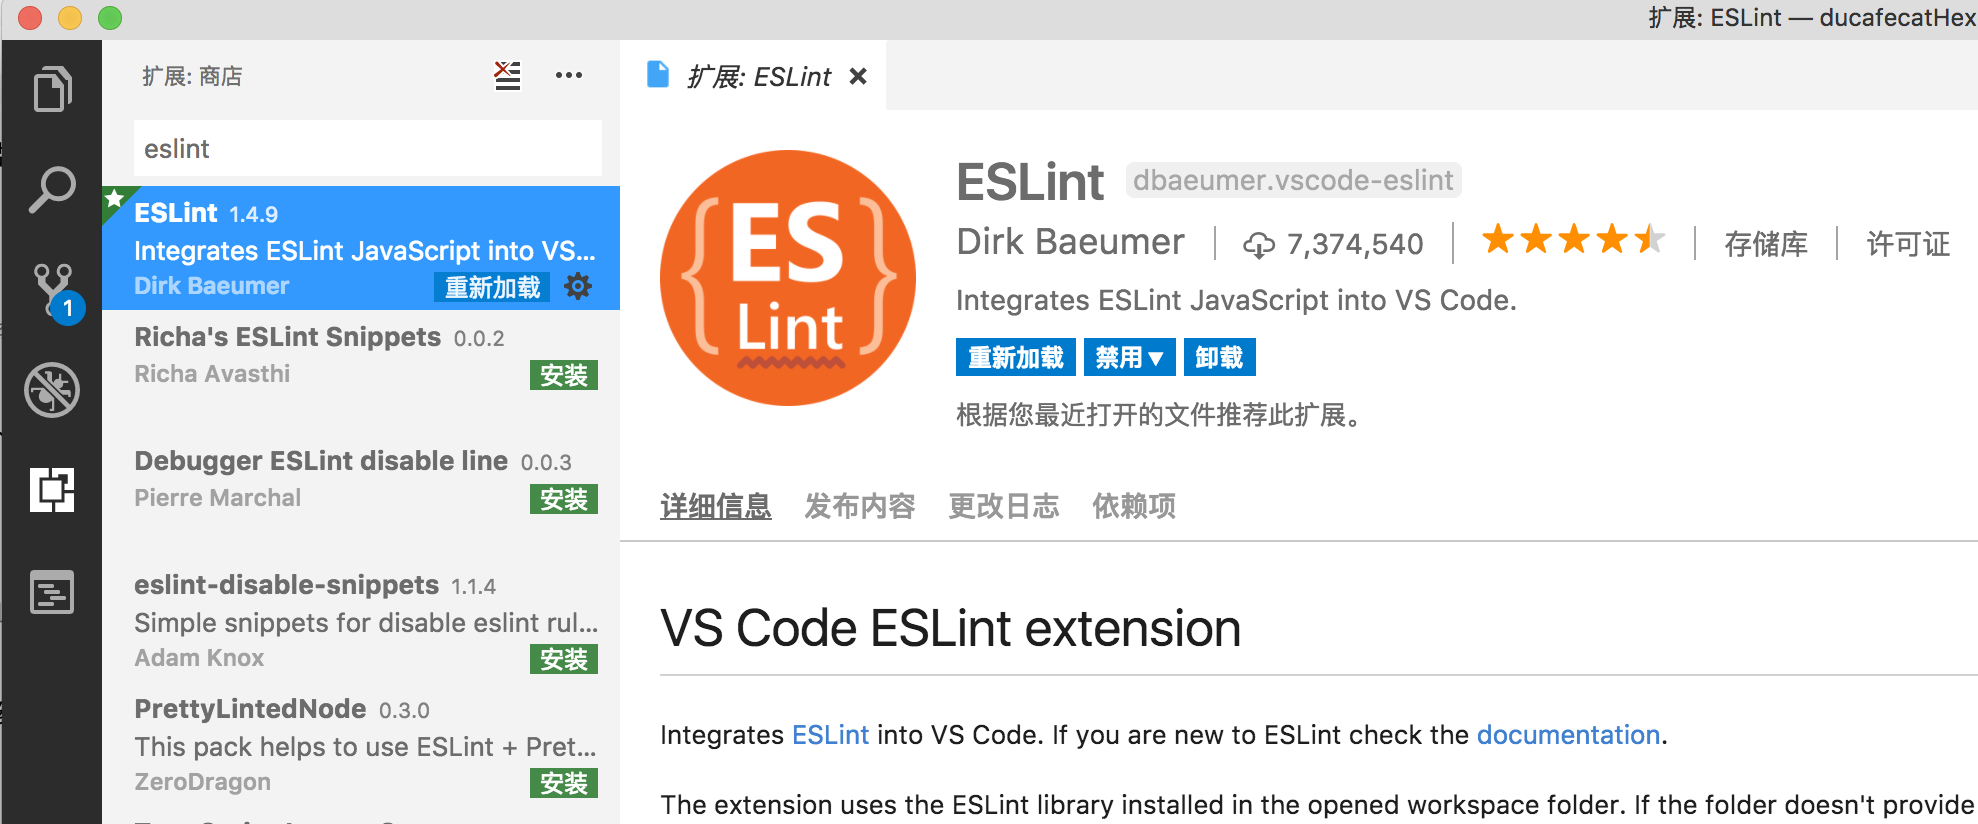 扩展: ESLint — ducafecatHex
扩展: 商店
eslint
ESLint 1.4.9
Integrates ESLint JavaScript into VS...
Dirk Baeumer 重新加载
Richa's ESLint Snippets 0.0.2
Richa Avasthi 安装
Debugger ESLint disable line 0.0.3
Pierre Marchal 安装
eslint-disable-snippets 1.1.4
Simple snippets for disable eslint rul...
Adam Knox 安装
PrettyLintedNode 0.3.0
This pack helps to use ESLint + Pret...
ZeroDragon 安装
1
扩展: ESLint
{ES
Lint}
ESLint dbaeumer.vscode-eslint
Dirk Baeumer 7,374,540 存储库 许可证
Integrates ESLint JavaScript into VS Code.
重新加载 禁用▼ 卸载
根据您最近打开的文件推荐此扩展。
详细信息 发布内容 更改日志 依赖项
VS Code ESLint extension
Integrates ESLint into VS Code. If you are new to ESLint check the documentation.
The extension uses the ESLint library installed in the opened workspace folder. If the folder doesn't provide